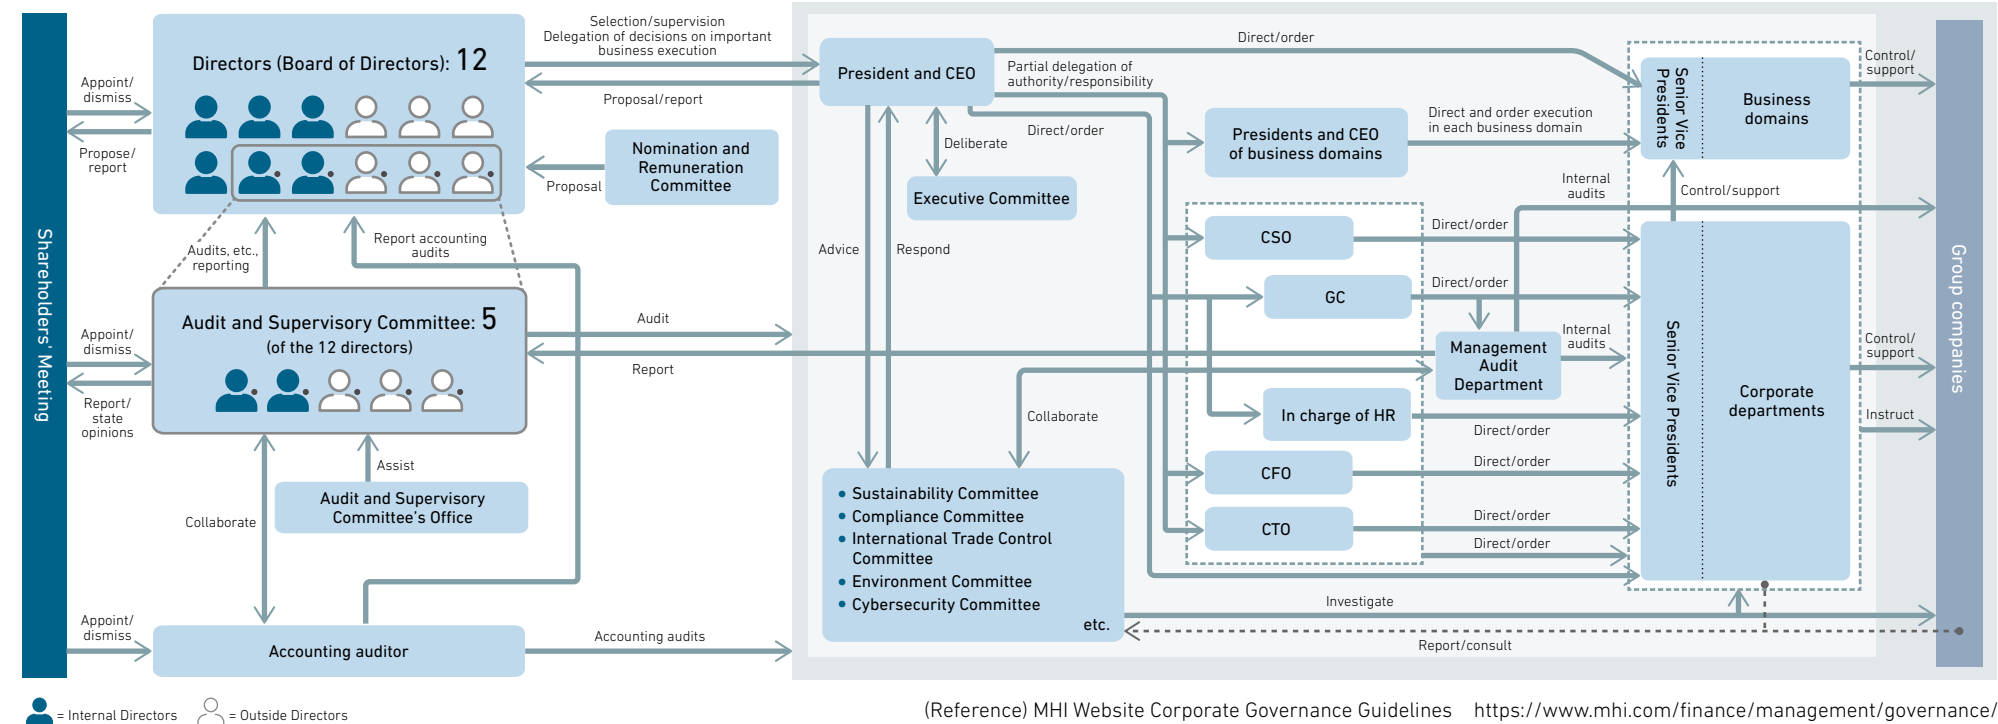 Shareholders' Meeting
Appoint/
dismiss
Propose/
report
Appoint/
dismiss
Report/
state
opinions
Appoint/
dismiss
Directors (Board of Directors): 12
Audits, etc.,
reporting
Report accounting
audits
Audit and Supervisory Committee: 5
(of the 12 directors)
Assist
Audit and Supervisory
Committee's Office
Collaborate
Accounting auditor
Selection/supervision
Delegation of decisions on important
business execution
Proposal/report
Nomination and
Remuneration
Committee
Proposal
Audit
Report
Accounting audits
President and CEO
Direct/order
Partial delegation of
authority/responsibility
Direct/order
Deliberate
Executive Committee
Advice
Respond
Collaborate
• Sustainability Committee
• Compliance Committee
• International Trade Control
Committee
• Environment Committee
• Cybersecurity Committee
etc.
Presidents and CEO
of business domains
Direct and order execution
in each business domain
CSO
Direct/order
GC
Direct/order
Management
Audit
Department
Internal
audits
Internal
audits
In charge of HR
Direct/order
CFO
Direct/order
CTO
Direct/order
Direct/order
Investigate
Report/consult
Senior Vice
Presidents
Business
domains
Control/support
Senior Vice Presidents
Corporate
departments
Control/
support
Control/
support
Instruct
Group companies
= Internal Directors
= Outside Directors
(Reference) MHI Website Corporate Governance Guidelines https://www.mhi.com/finance/management/governance/